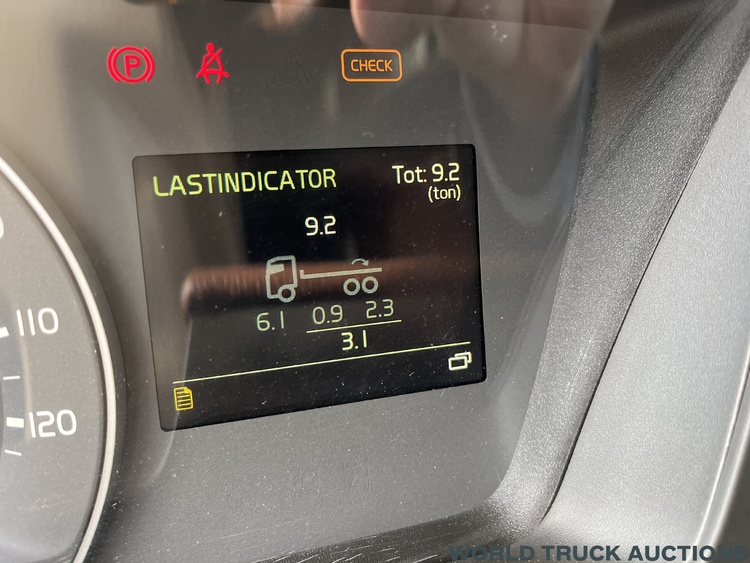 P
CHECK
LASTINDICATOR
Tot: 9.2
(ton)
9.2
6.1 0.9 2.3
3.1
110
120
WORLD TRUCK AUCTIONS